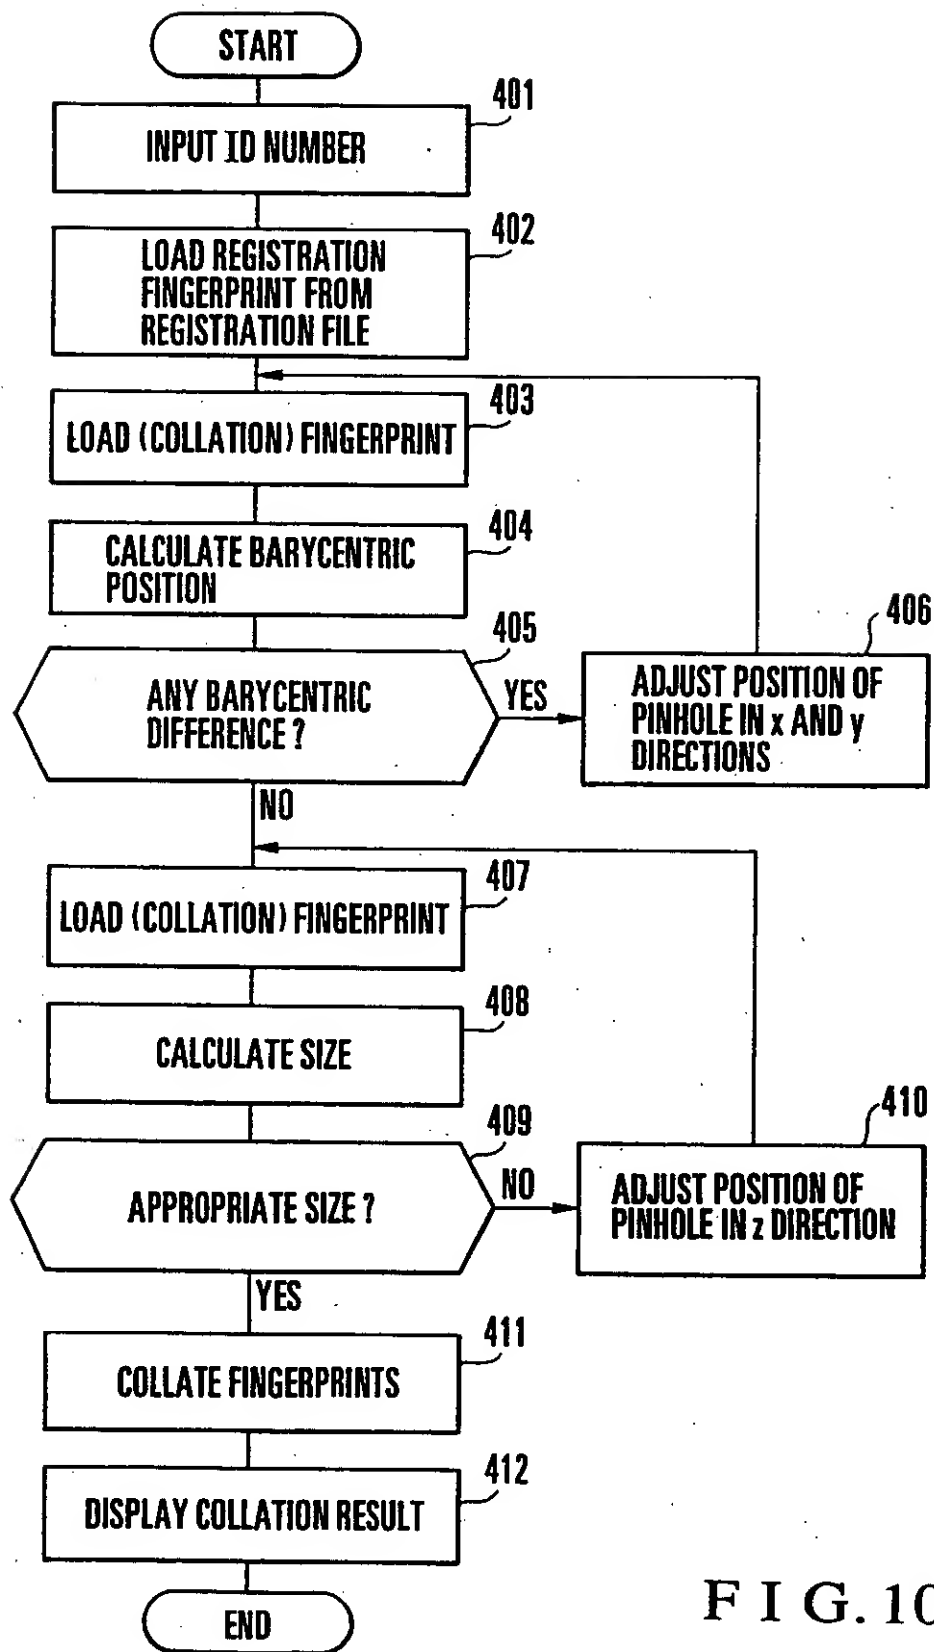 START
401
INPUT ID NUMBER
402
LOAD REGISTRATION
FINGERPRINT FROM
REGISTRATION FILE
403
LOAD (COLLATION) FINGERPRINT
404
CALCULATE BARYCENTRIC
POSITION
405
ANY BARYCENTRIC
DIFFERENCE ?
YES
406
ADJUST POSITION OF
PINHOLE IN x AND y
DIRECTIONS
NO
407
LOAD (COLLATION) FINGERPRINT
408
CALCULATE SIZE
409
APPROPRIATE SIZE ?
NO
410
ADJUST POSITION OF
PINHOLE IN z DIRECTION
YES
411
COLLATE FINGERPRINTS
412
DISPLAY COLLATION RESULT
END
FIG. 10